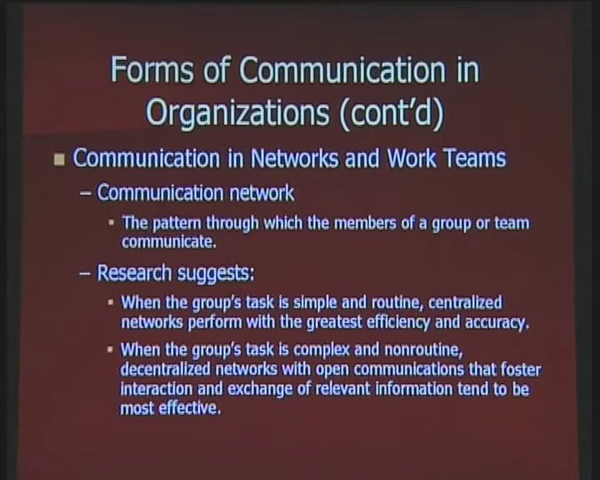 Forms of Communication in
Organizations (cont'd)
Communication in Networks and Work Teams
– Communication network
The pattern through which the members of a group or team
communicate.
– Research suggests:
When the group's task is simple and routine, centralized
networks perform with the greatest efficiency and accuracy.
When the group's task is complex and nonroutine,
decentralized networks with open communications that foster
interaction and exchange of relevant information tend to be
most effective.